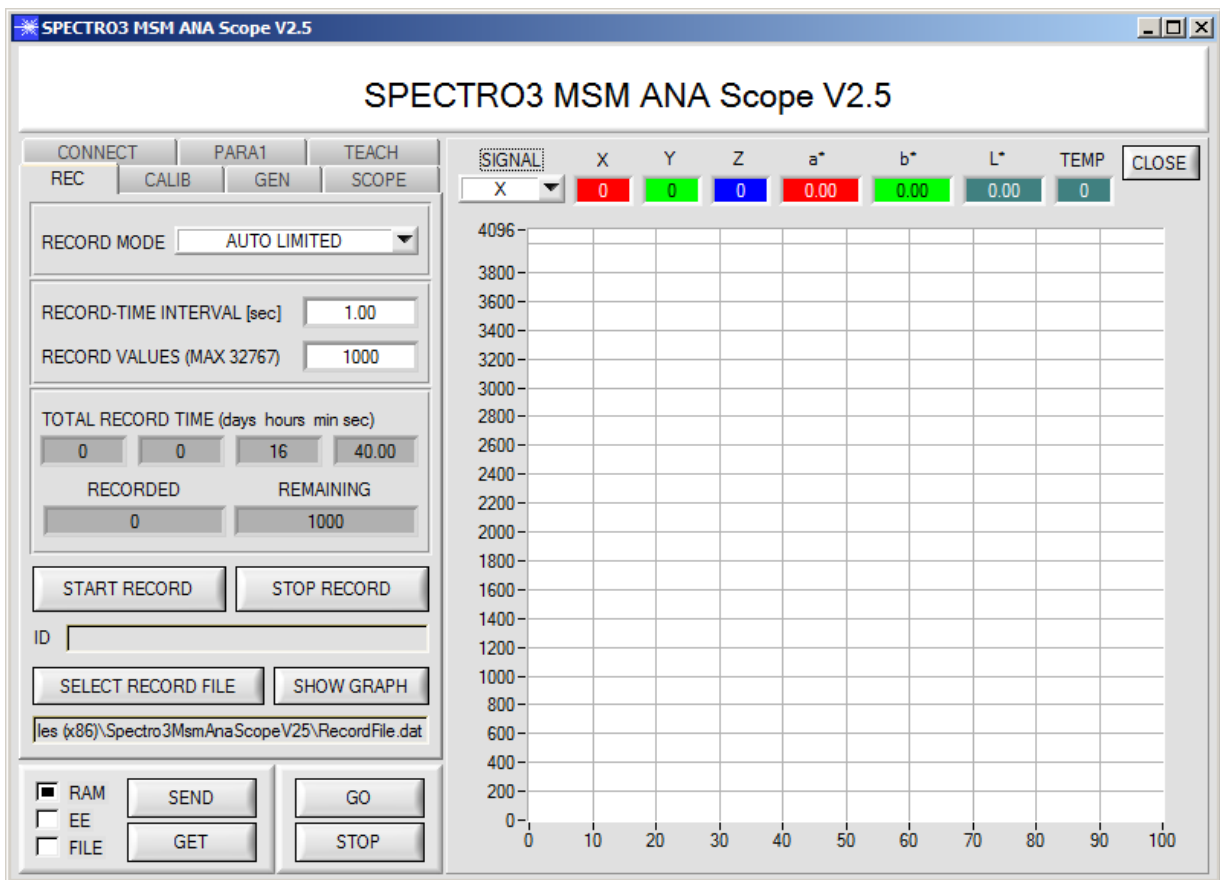 SPECTRO3 MSM ANA Scope V2.5
SPECTRO3 MSM ANA Scope V2.5
CONNECT PARA1 TEACH
REC CALIB GEN SCOPE
RECORD MODE AUTO LIMITED
RECORD-TIME INTERVAL [sec] 1.00
RECORD VALUES (MAX 32767) 1000
TOTAL RECORD TIME (days hours min sec)
0 0 16 40.00
RECORDED REMAINING
0 1000
START RECORD STOP RECORD
ID
SELECT RECORD FILE SHOW GRAPH
les (x86)\Spectro3MsmAnaScopeV25\RecordFile.dat
RAM SEND GO
EE
FILE GET STOP
SIGNAL X Y Z a* b* L* TEMP CLOSE
X 0 0 0 0.00 0.00 0.00 0
4096
3800
3600
3400
3200
3000
2800
2600
2400
2200
2000
1800
1600
1400
1200
1000
800
600
400
200
0
0 10 20 30 40 50 60 70 80 90 100